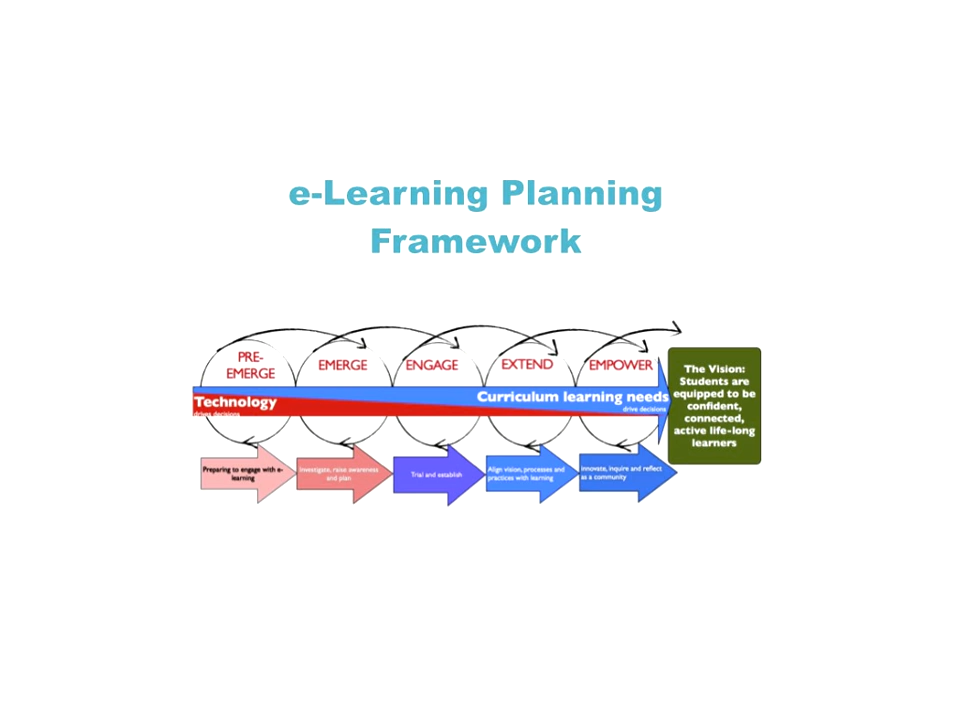 e-Learning Planning
Framework
PRE-
EMERGE
EMERGE
ENGAGE
EXTEND
EMPOWER
Technology
drives decisions
Curriculum learning needs
drive decisions
The Vision:
Students are
equipped to be
confident,
connected,
active life-long
learners
Preparing to engage with e-
learning
Investigate, raise awareness
and plan
Trial and establish
Align vision, processes and
practices with learning
Innovate, inquire and reflect
as a community